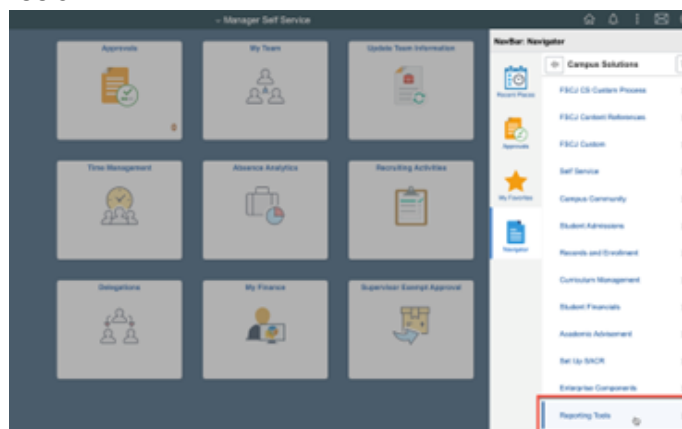 Manager Self Service
Approvals
My Team
Update Team Information
0
Time Management
Absence Analytics
Recruiting Activities
Delegations
My Finance
Supervisor Exempt Approval
NavBar: Navigator
Recent Places
Approvals
My Favorites
Navigator
Campus Solutions
FSCJ CS Custom Process
FSCJ Content References
FSCJ Custom
Self Service
Campus Community
Student Admissions
Records and Enrollment
Curriculum Management
Student Financials
Academic Advisement
Set Up SACR
Enterprise Components
Reporting Tools